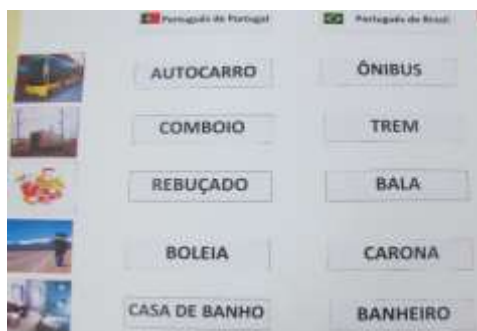 Português de Portugal Português do Brasil
AUTOCARRO ÔNIBUS
COMBOIO TREM
REBUÇADO BALA
BOLEIA CARONA
CASA DE BANHO BANHEIRO